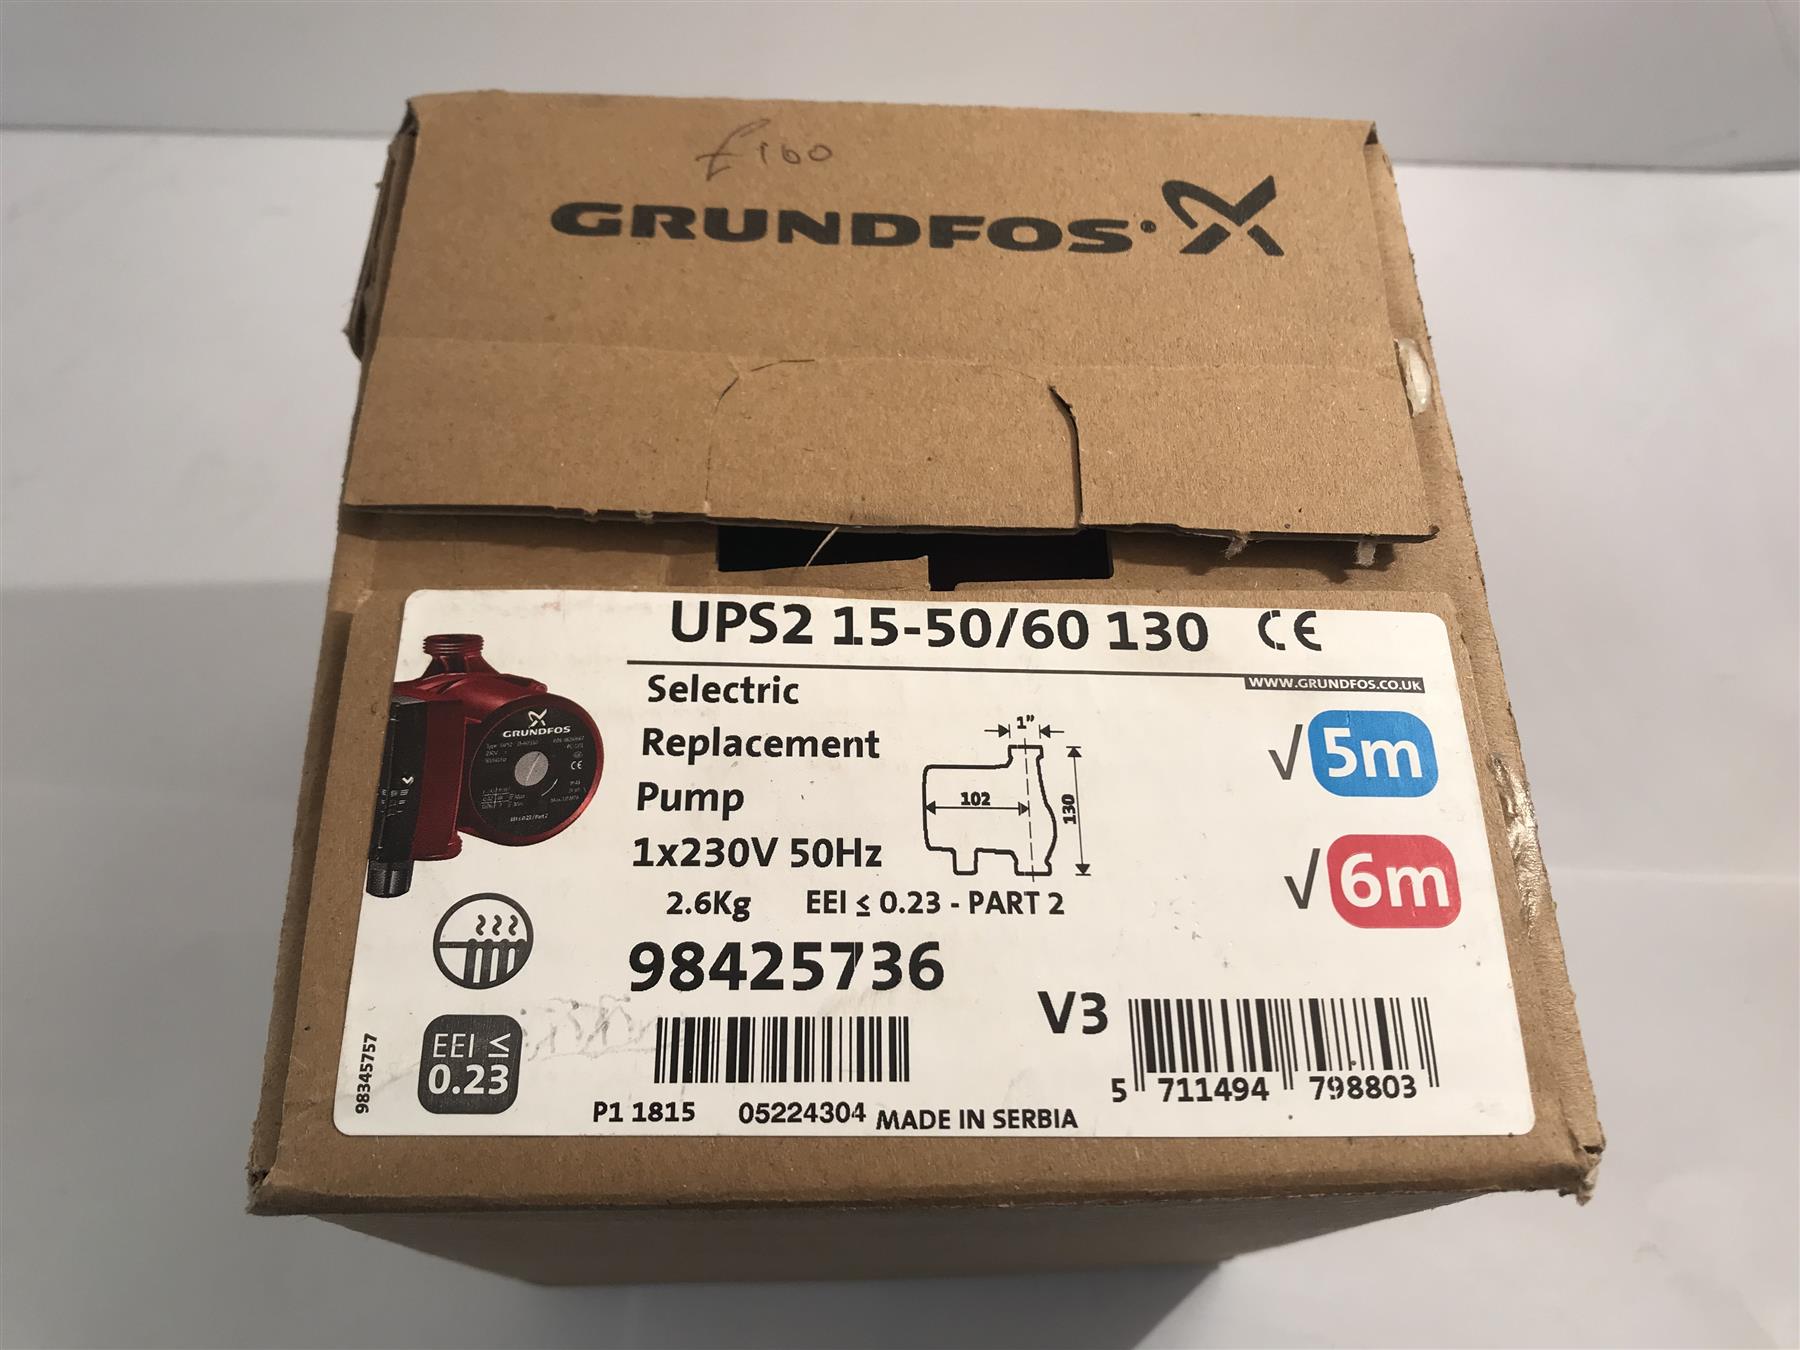 £160
GRUNDFOS
UPS2 15-50/60 130 CE
WWW.GRUNDFOS.CO.UK
Selectric
Replacement
Pump
1x230V 50Hz
2.6Kg EEI ≤ 0.23 - PART 2
98425736
1"
102
130
√ 5m
√ 6m
GRUNDFOS
CE
EEI ≤
0.23
98345757
P1 1815 05224304 MADE IN SERBIA
V3
5 711494 798803